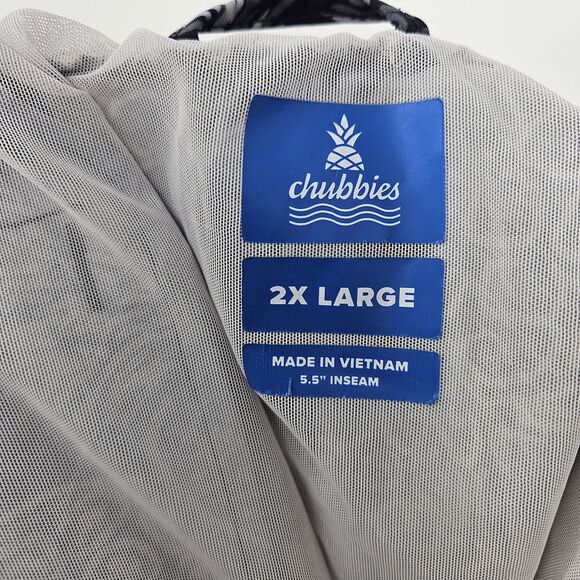 chubbies
2X LARGE
MADE IN VIETNAM
5.5” INSEAM